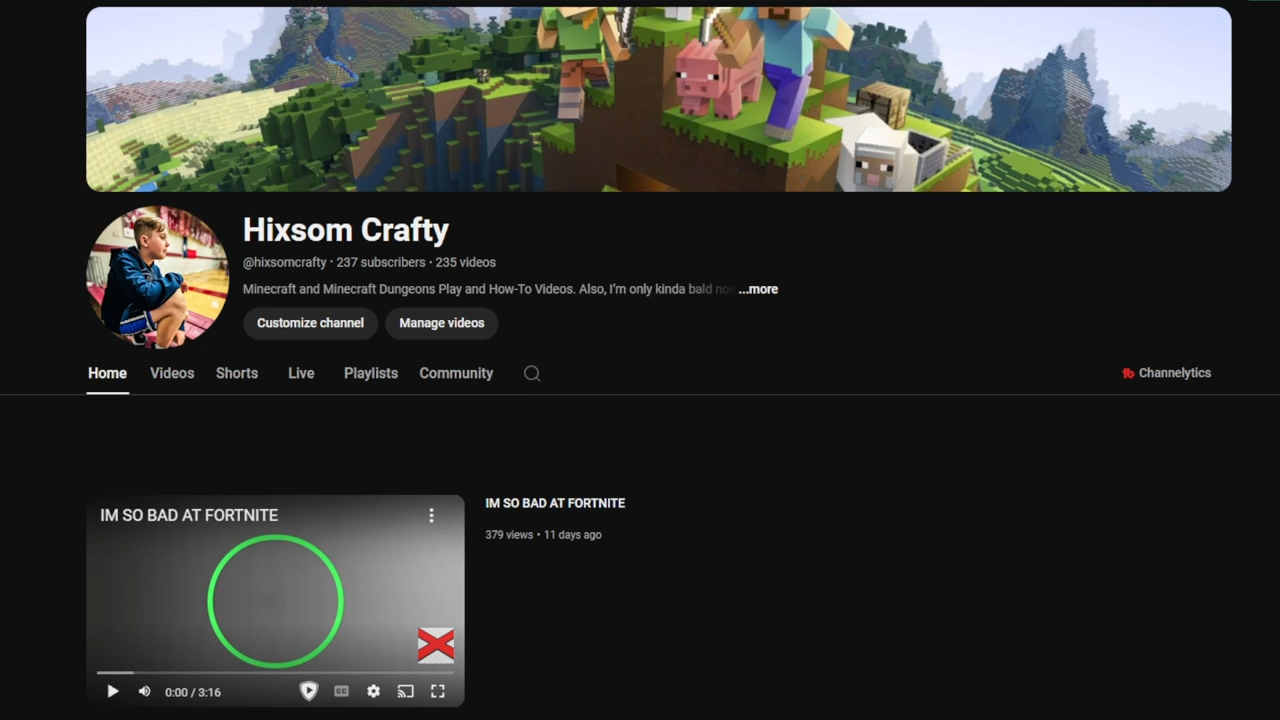 Hixsom Crafty
@hixsomcrafty · 237 subscribers · 235 videos
Minecraft and Minecraft Dungeons Play and How-To Videos. Also, I'm only kinda bald now ...more
Customize channel
Manage videos
Home
Videos
Shorts
Live
Playlists
Community
Channelytics
IM SO BAD AT FORTNITE
IM SO BAD AT FORTNITE
379 views · 11 days ago
0:00 / 3:16
CC